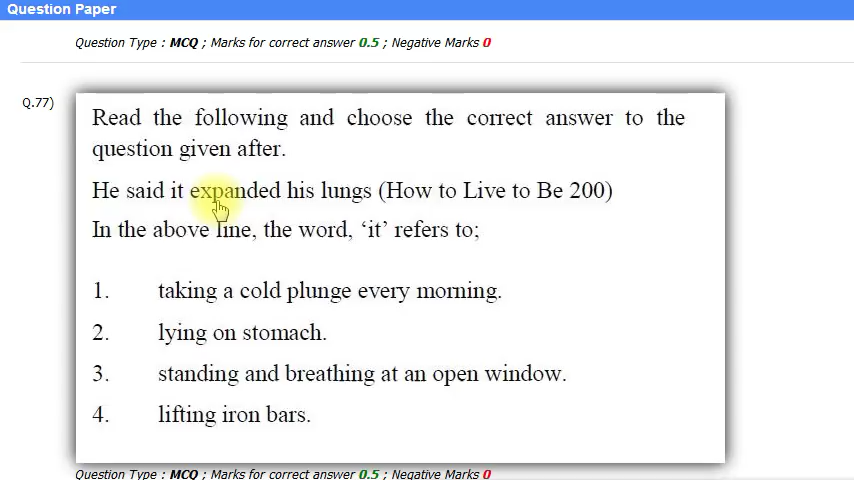 Question Paper
Question Type : MCQ ; Marks for correct answer 0.5 ; Negative Marks 0
Q.77)
Read the following and choose the correct answer to the
question given after.
He said it expanded his lungs (How to Live to Be 200)
In the above line, the word, ‘it’ refers to;
1. taking a cold plunge every morning.
2. lying on stomach.
3. standing and breathing at an open window.
4. lifting iron bars.
Question Type : MCQ ; Marks for correct answer 0.5 ; Negative Marks 0